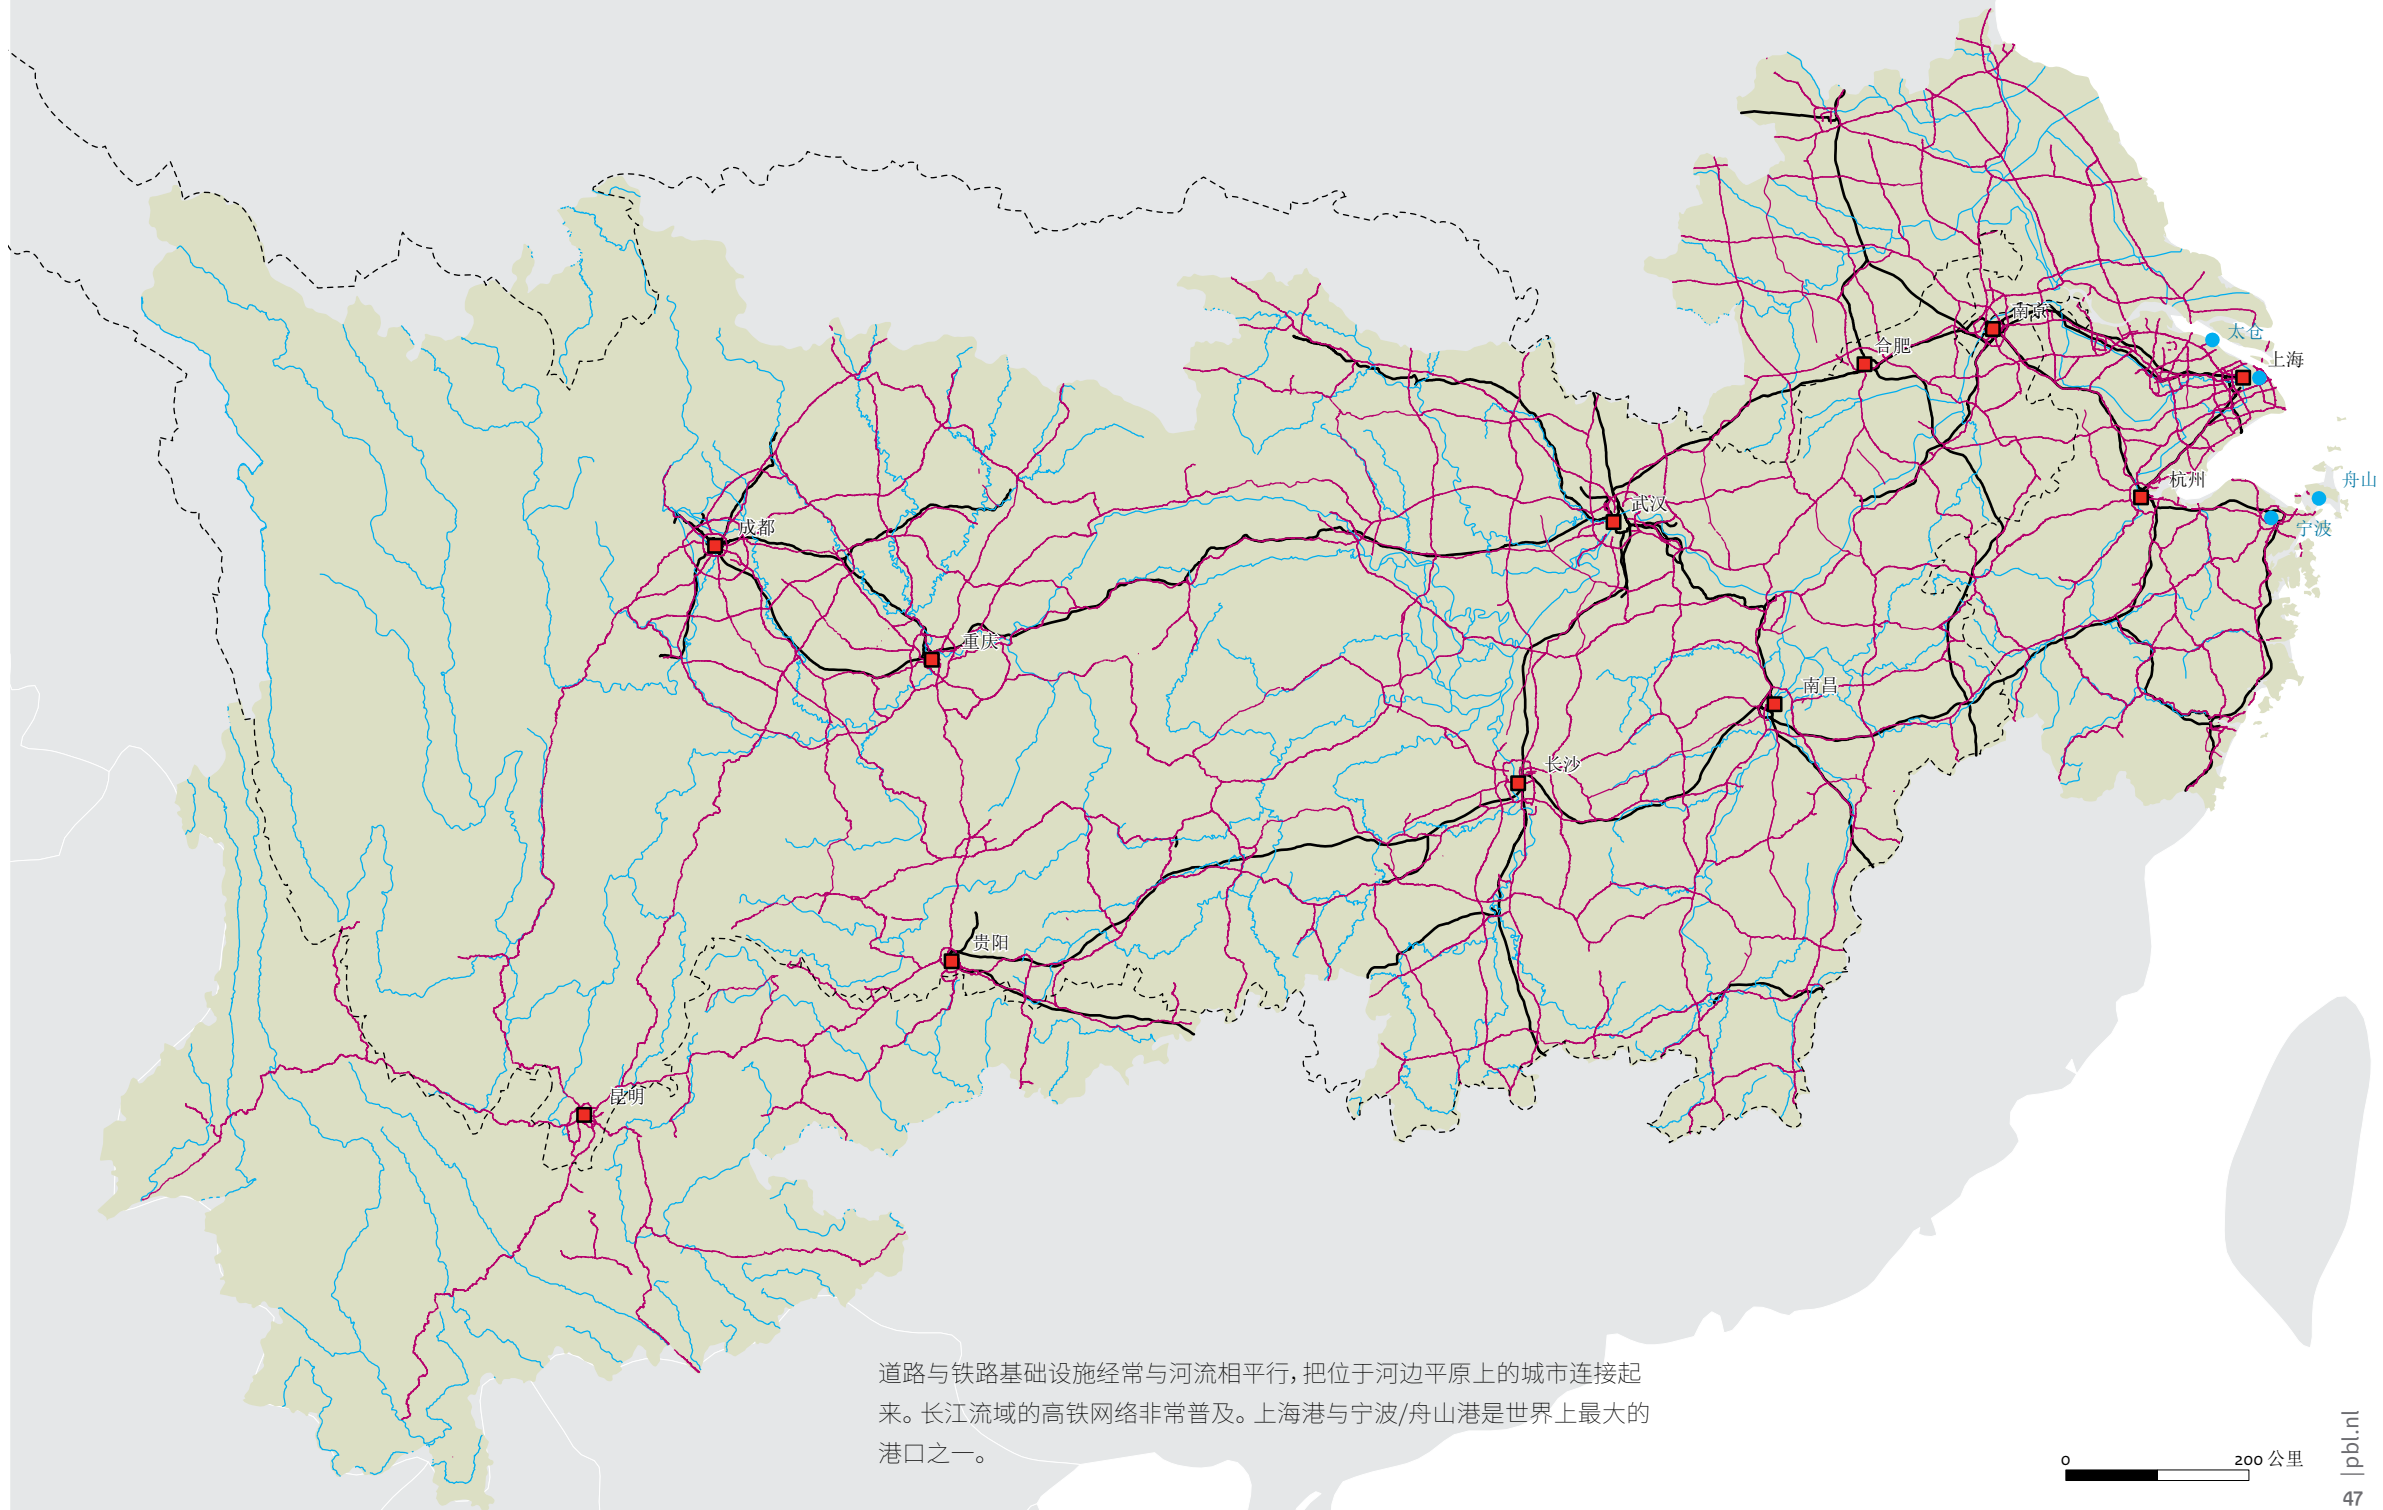 南京
太仓
合肥
上海
杭州
舟山
武汉
成都
宁波
重庆
南昌
长沙
贵阳
昆明
道路与铁路基础设施经常与河流相平行，把位于河边平原上的城市连接起
来。长江流域的高铁网络非常普及。上海港与宁波/舟山港是世界上最大的
港口之一。
0 200 公里
| pbl.nl
47